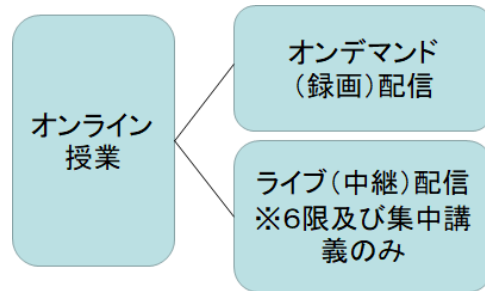 オンライン
授業
オンデマンド
（録画）配信
ライブ（中継）配信
※６限及び集中講
義のみ